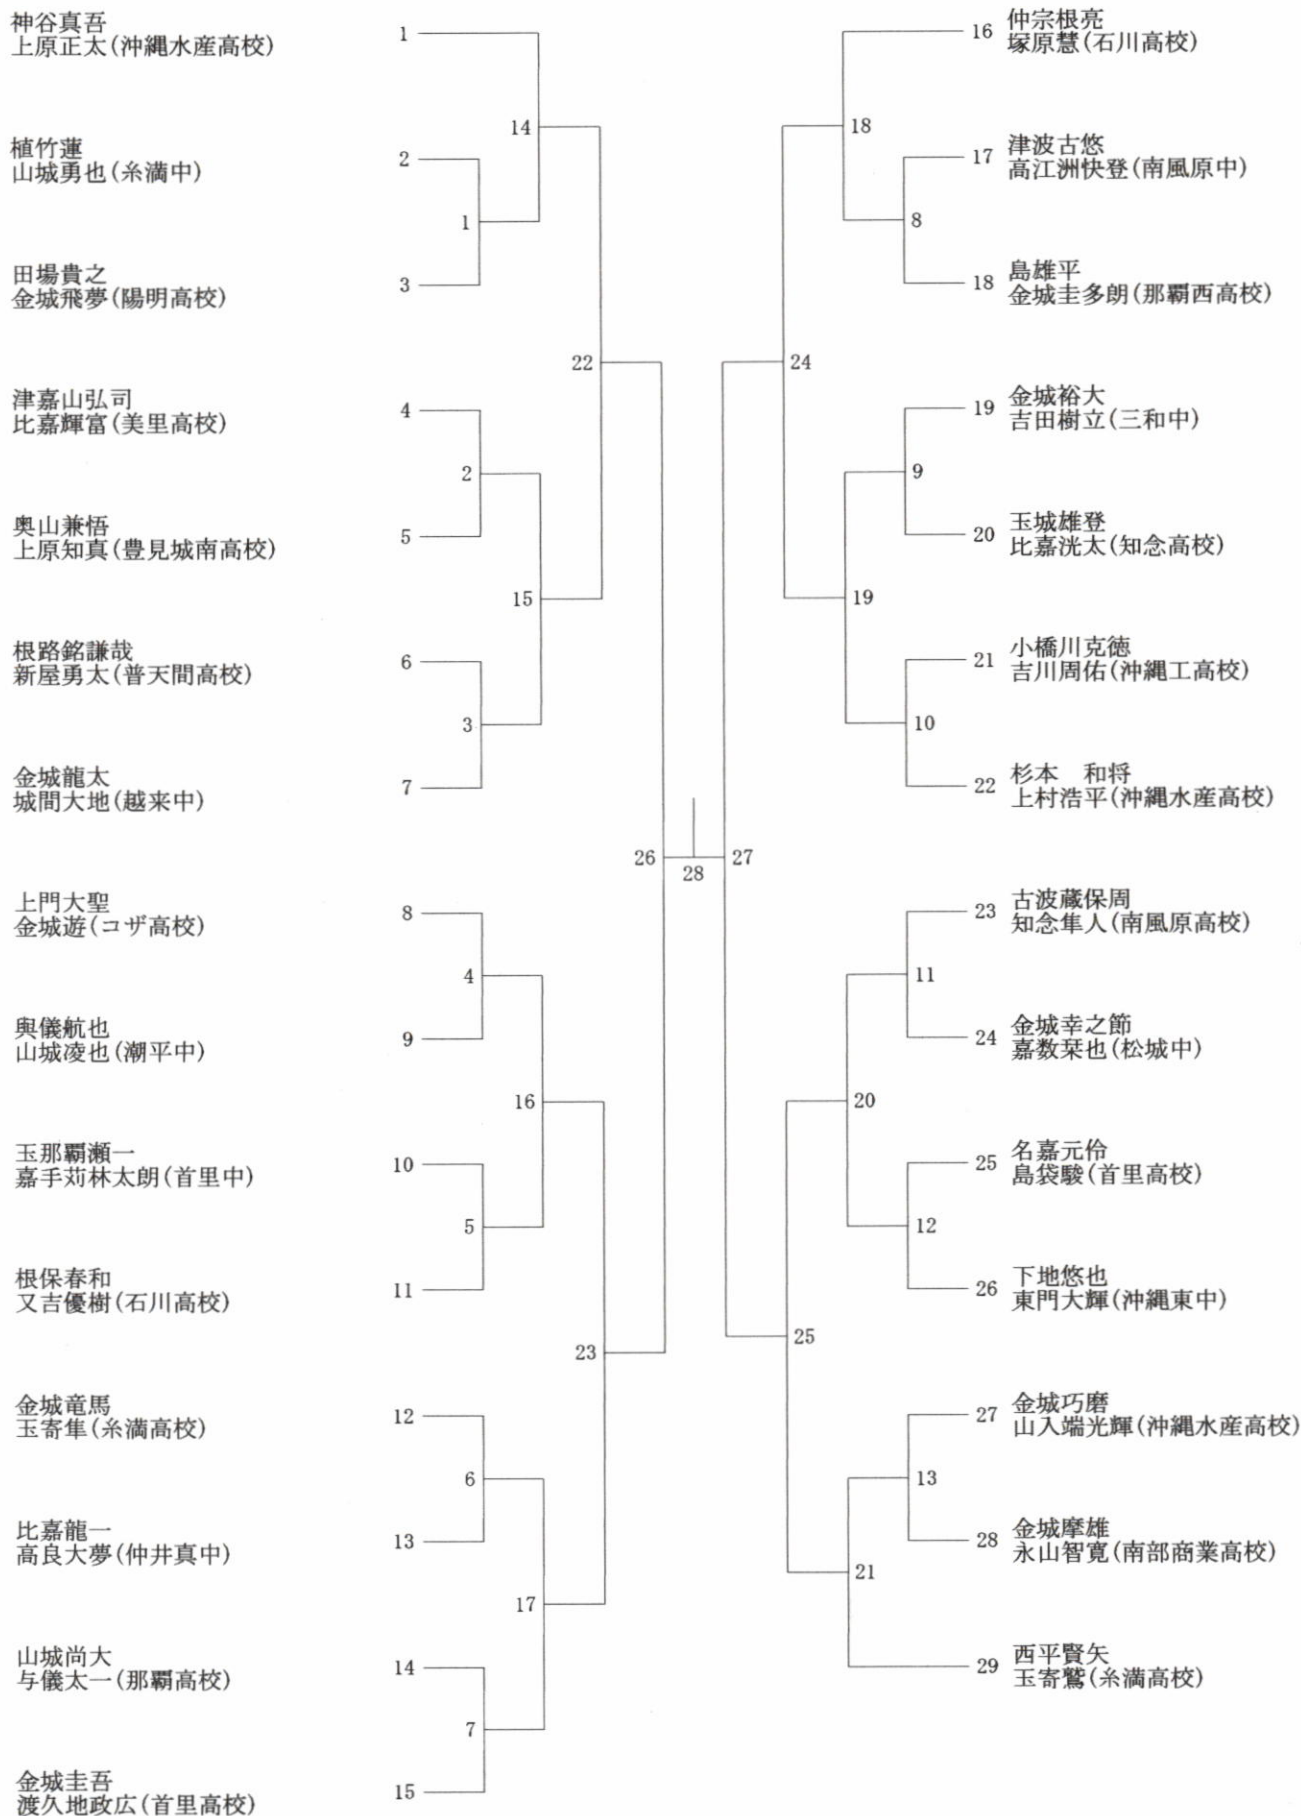 神谷真吾
上原正太(沖縄水産高校)
1
植竹蓮
山城勇也(糸満中)
2
田場貴之
金城飛夢(陽明高校)
3
津嘉山弘司
比嘉輝富(美里高校)
4
奥山兼悟
上原知真(豊見城南高校)
5
根路銘謙哉
新屋勇太(普天間高校)
6
金城龍太
城間大地(越来中)
7
上門大聖
金城遊(コザ高校)
8
與儀航也
山城凌也(潮平中)
9
玉那覇瀬一
嘉手苅林太朗(首里中)
10
根保春和
又吉優樹(石川高校)
11
金城竜馬
玉寄隼(糸満高校)
12
比嘉龍一
高良大夢(仲井真中)
13
山城尚大
与儀太一(那覇高校)
14
金城圭吾
渡久地政広(首里高校)
15
14
1
22
2
15
3
26
4
16
5
23
6
17
7
28
27
18
8
24
9
19
10
11
20
12
25
13
21
16
仲宗根亮
塚原慧(石川高校)
17
津波古悠
高江洲快登(南風原中)
18
島雄平
金城圭多朗(那覇西高校)
19
金城裕大
吉田樹立(三和中)
20
玉城雄登
比嘉洸太(知念高校)
21
小橋川克徳
吉川周佑(沖縄工高校)
22
杉本　和将
上村浩平(沖縄水産高校)
23
古波蔵保周
知念隼人(南風原高校)
24
金城幸之節
嘉数栞也(松城中)
25
名嘉元伶
島袋駿(首里高校)
26
下地悠也
東門大輝(沖縄東中)
27
金城巧磨
山入端光輝(沖縄水産高校)
28
金城摩雄
永山智寛(南部商業高校)
29
西平賢矢
玉寄鷲(糸満高校)